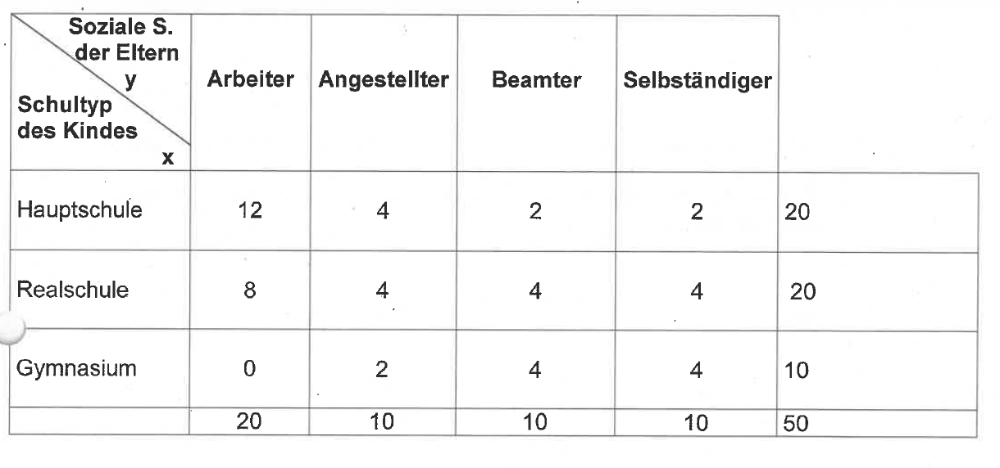 Soziale S.
der Eltern
y
Schultyp
des Kindes
x
Arbeiter Angestellter Beamter Selbständiger
Hauptschule 12 4 2 2 20
Realschule 8 4 4 4 20
Gymnasium 0 2 4 4 10
20 10 10 10 50